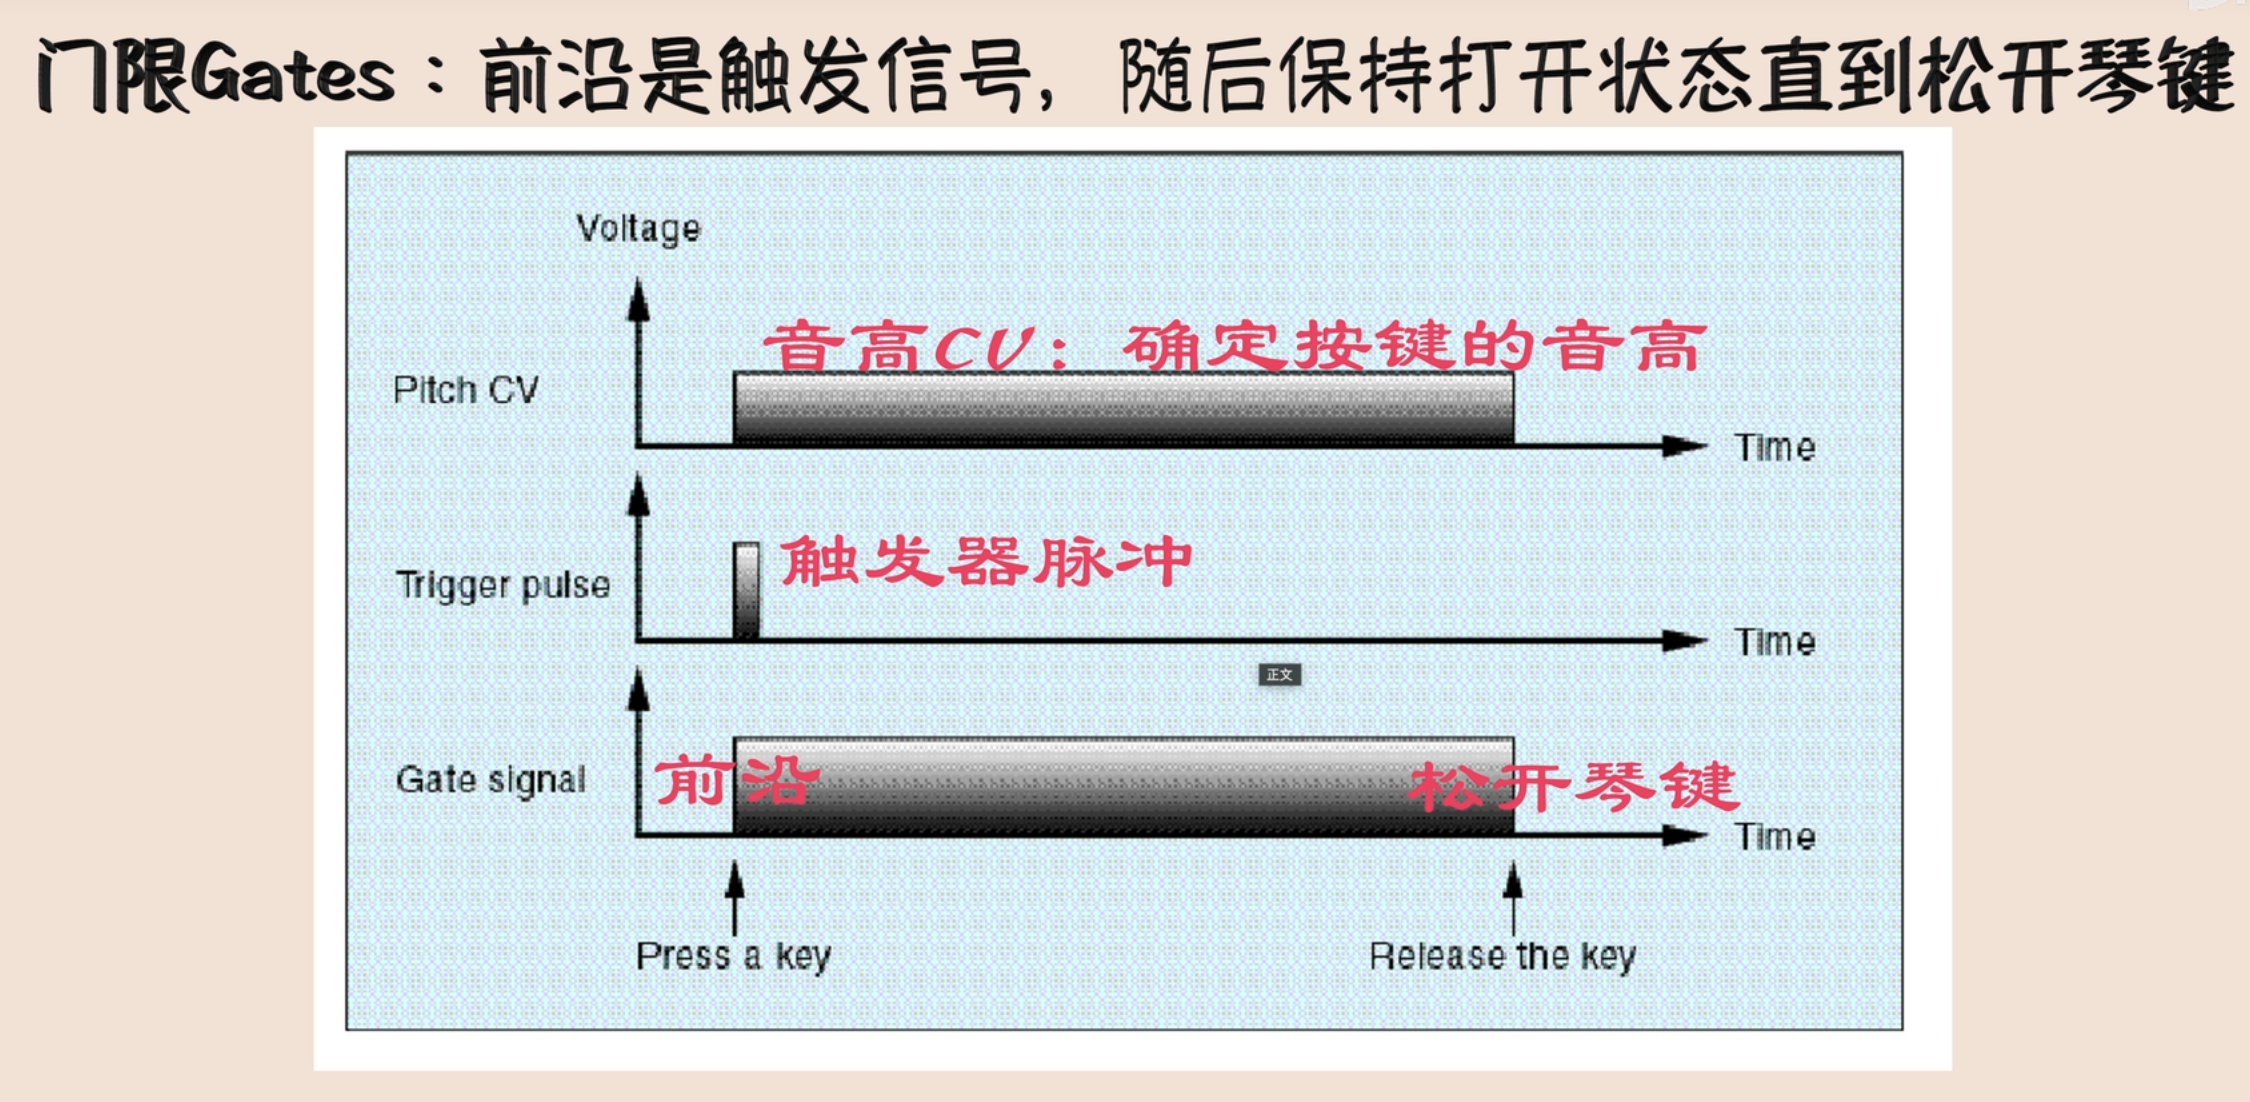 门限Gates：前沿是触发信号，随后保持打开状态直到松开琴键
Voltage
音高CV：确定按键的音高
Pitch CV
Time
触发器脉冲
Trigger pulse
Time
正文
前沿
松开琴键
Gate signal
Time
Press a key
Release the key